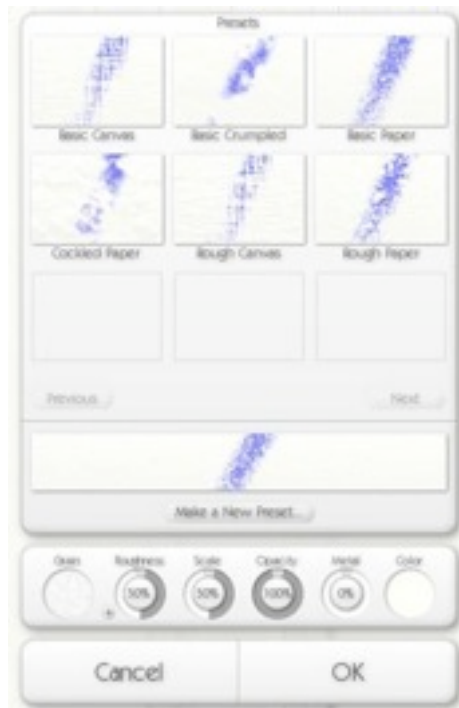 Presets
Basic Canvas Basic Crumpled Basic Paper
Cockled Paper Rough Canvas Rough Paper
Previous Next
Make a New Preset...
Grain Roughness Scale Opacity Metal Color
50% 50% 100% 0%
Cancel OK